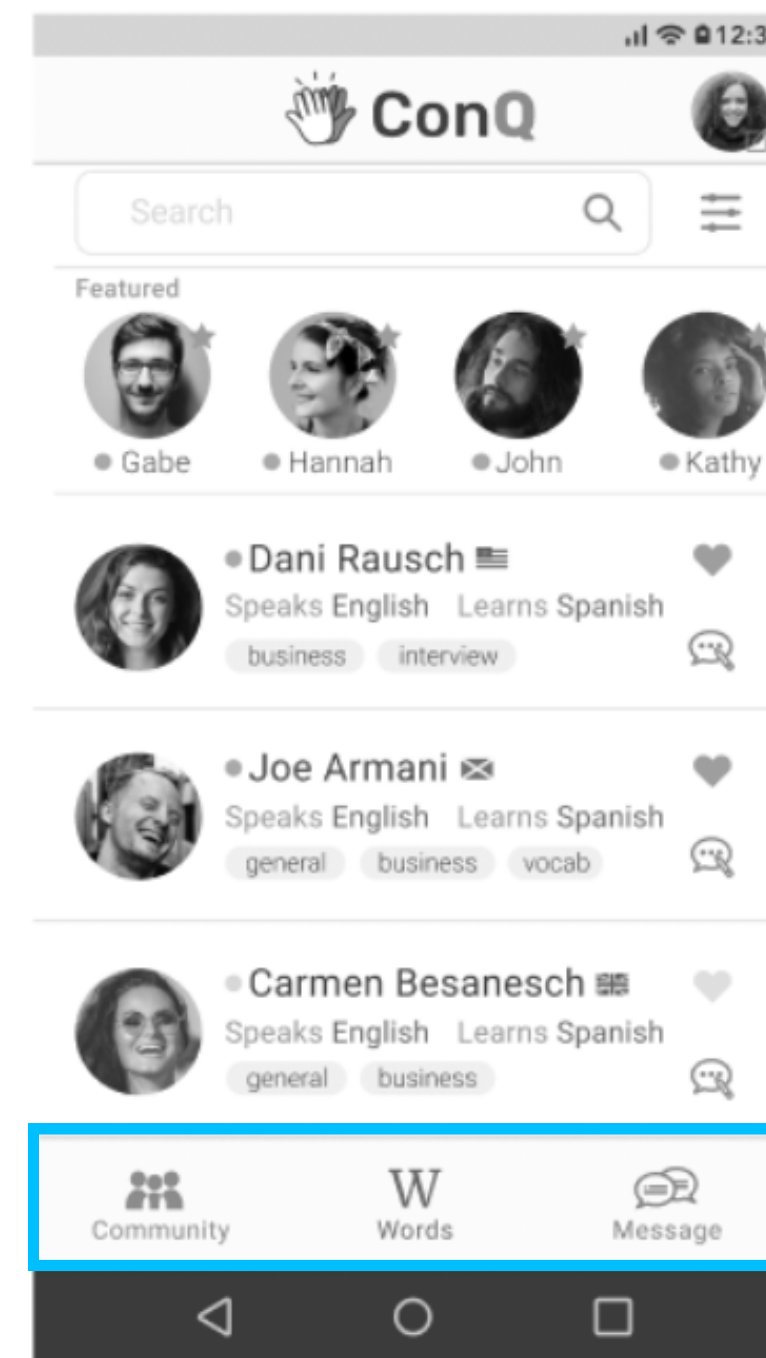 12:3
ConQ
Search
Featured
Gabe Hannah John Kathy
Dani Rausch
Speaks English Learns Spanish
business interview
Joe Armani
Speaks English Learns Spanish
general business vocab
Carmen Besanesch
Speaks English Learns Spanish
general business
W
Community Words Message